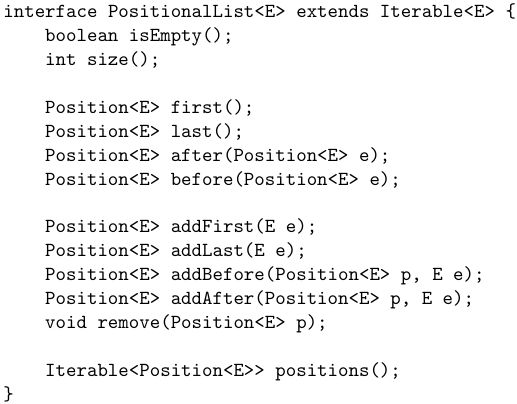 interface PositionalList<E> extends Iterable<E> {
    boolean isEmpty();
    int size();

    Position<E> first();
    Position<E> last();
    Position<E> after(Position<E> e);
    Position<E> before(Position<E> e);

    Position<E> addFirst(E e);
    Position<E> addLast(E e);
    Position<E> addBefore(Position<E> p, E e);
    Position<E> addAfter(Position<E> p, E e);
    void remove(Position<E> p);

    Iterable<Position<E>> positions();
}